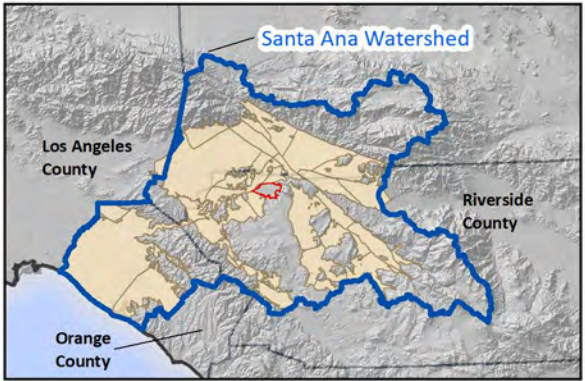 Santa Ana Watershed
Los Angeles
County
Riverside
County
Orange
County